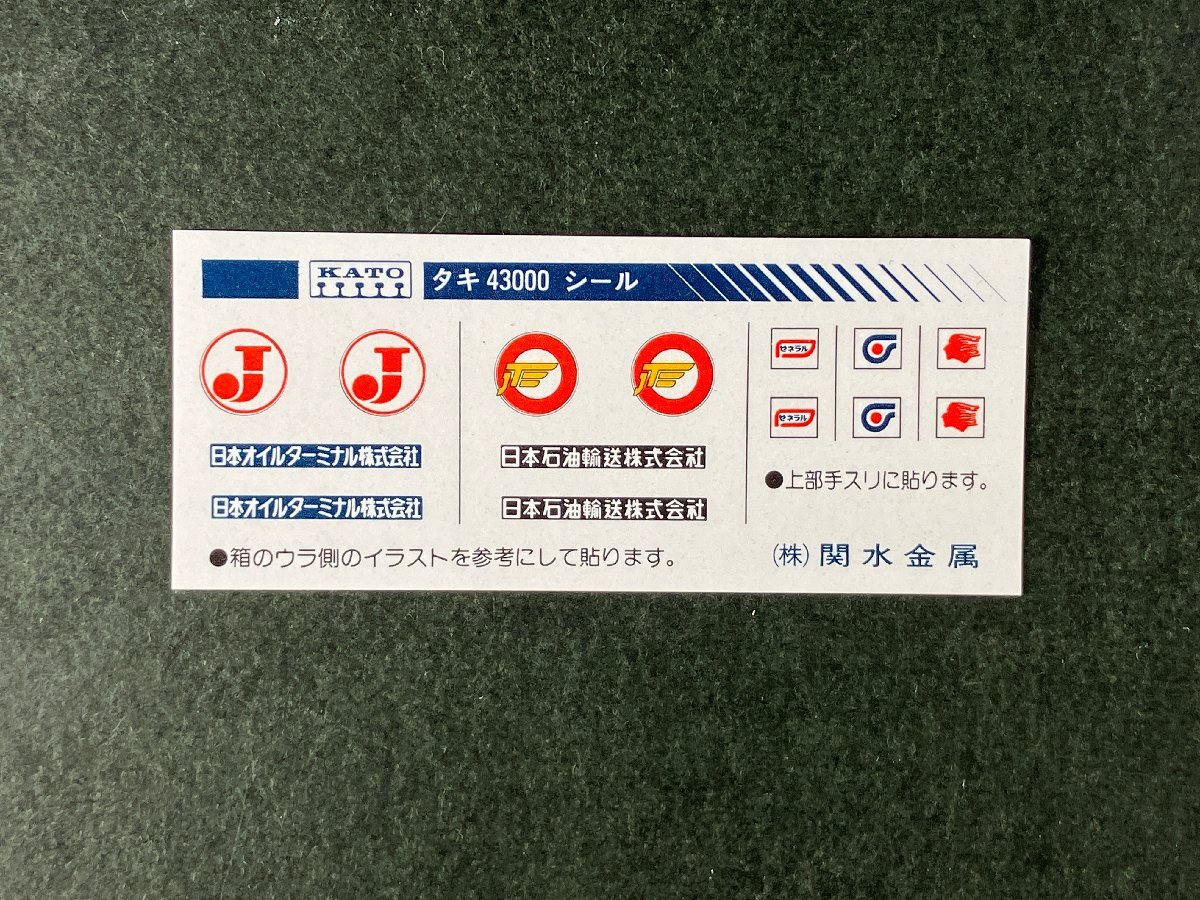 KATO タキ 43000 シール
J J JTE JTE ゼネラル
ゼネラル
日本オイルターミナル株式会社 日本石油輸送株式会社
日本オイルターミナル株式会社 日本石油輸送株式会社
●上部手スリに貼ります。
●箱のウラ側のイラストを参考にして貼ります。
㈱ 関水金属